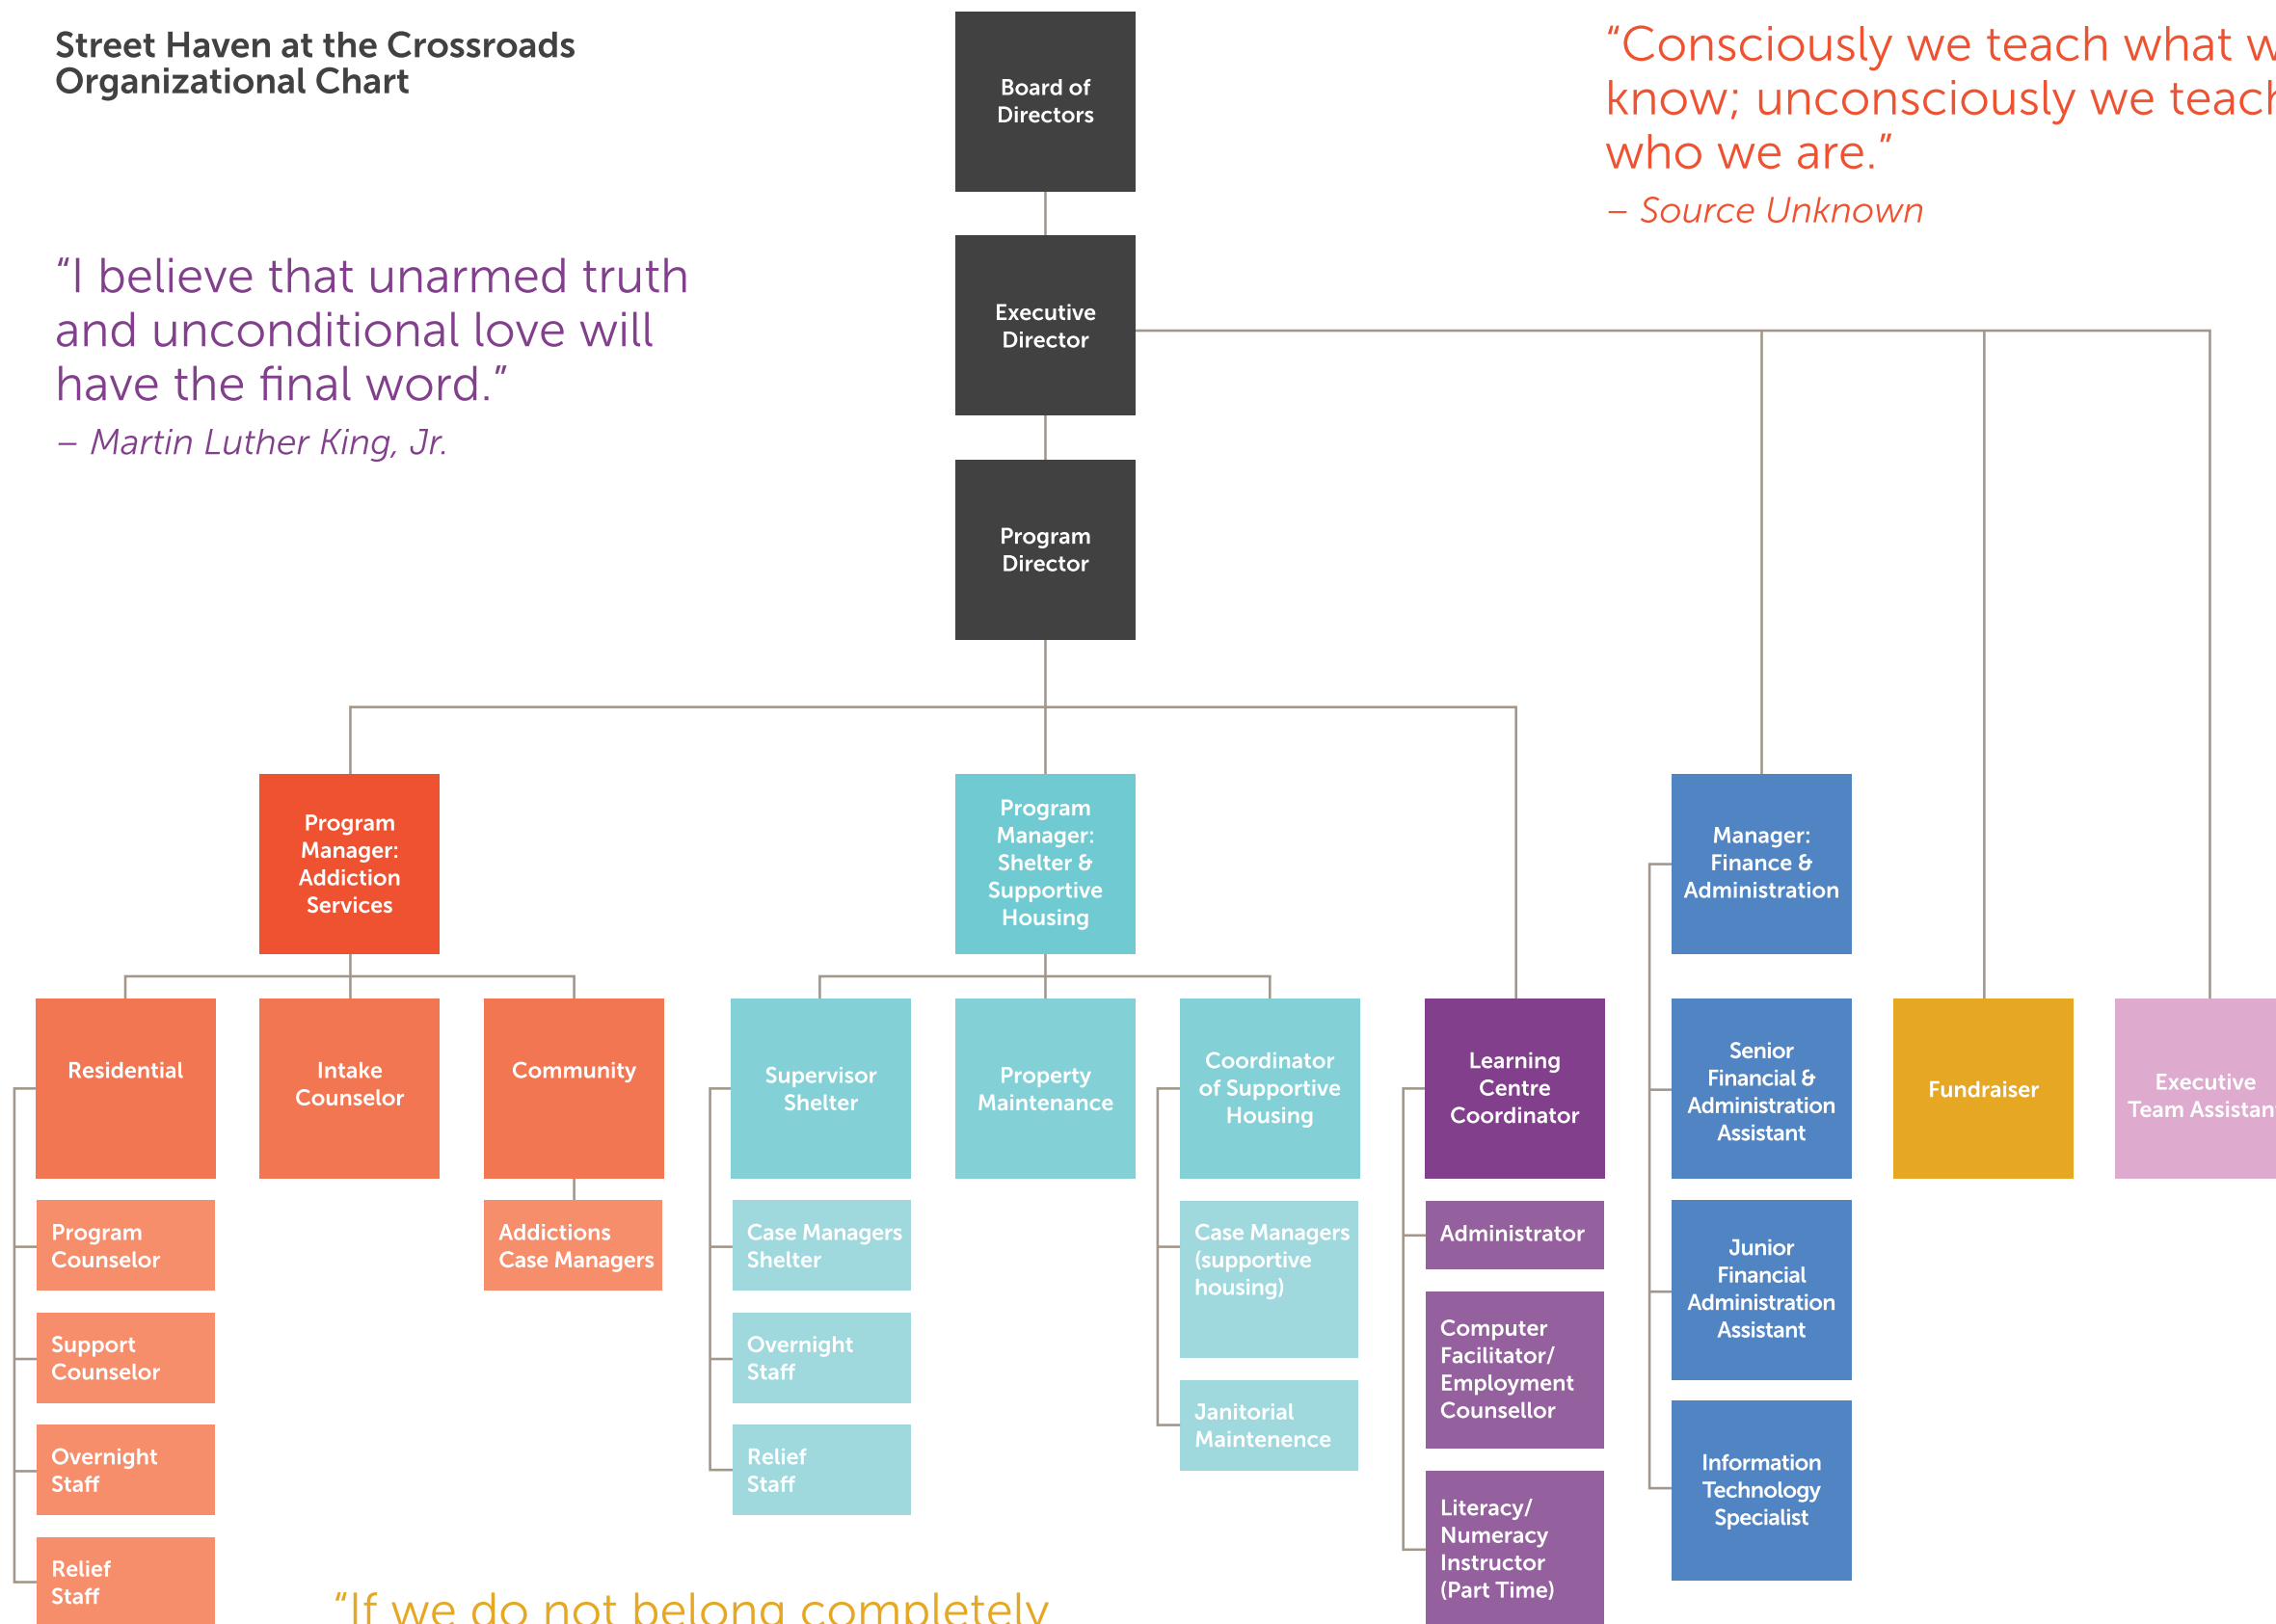 Street Haven at the Crossroads
Organizational Chart
“Consciously we teach what
know; unconsciously we teach
who we are.”
– Source Unknown
“I believe that unarmed truth
and unconditional love will
have the final word.”
– Martin Luther King, Jr.
Board of
Directors
Executive
Director
Program
Director
Program
Manager:
Addiction
Services
Program
Manager:
Shelter &
Supportive
Housing
Manager:
Finance &
Administration
Residential
Intake
Counselor
Community
Supervisor
Shelter
Property
Maintenance
Coordinator
of Supportive
Housing
Learning
Centre
Coordinator
Senior
Financial &
Administration
Assistant
Fundraiser
Executive
Team Assistant
Program
Counselor
Support
Counselor
Overnight
Staff
Relief
Staff
Addictions
Case Managers
Case Managers
Shelter
Overnight
Staff
Relief
Staff
Case Managers
(supportive
housing)
Janitorial
Maintenence
Administrator
Computer
Facilitator/
Employment
Counsellor
Literacy/
Numeracy
Instructor
(Part Time)
Junior
Financial
Administration
Assistant
Information
Technology
Specialist
“If we do not belong completely